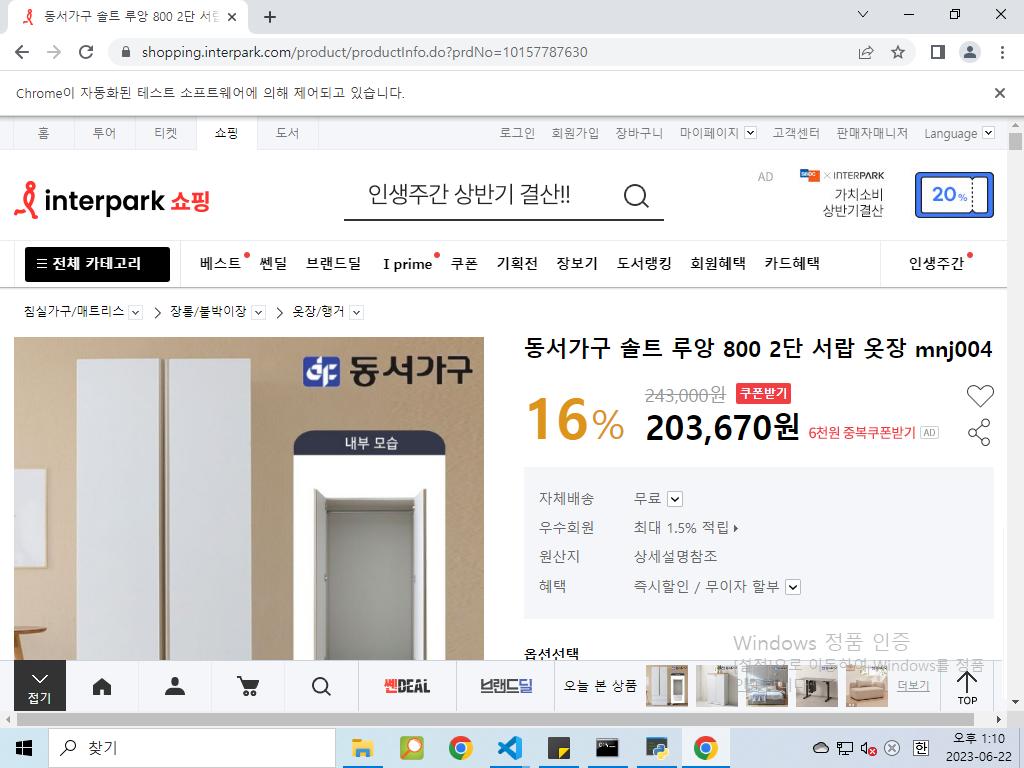 동서가구 솔트 루앙 800 2단 서랍
shopping.interpark.com/product/productInfo.do?prdNo=10157787630
Chrome이 자동화된 테스트 소프트웨어에 의해 제어되고 있습니다.
홈 투어 티켓 쇼핑 도서 로그인 회원가입 장바구니 마이페이지 고객센터 판매자매니저 Language
interpark 쇼핑
인생주간 상반기 결산!!
AD
× INTERPARK
가치소비
상반기결산
20%
전체 카테고리 베스트 쎈딜 브랜드딜 I prime 쿠폰 기획전 장보기 도서랭킹 회원혜택 카드혜택 인생주간
침실가구/매트리스 > 장롱/붙박이장 > 옷장/행거
동서가구
내부 모습
동서가구 솔트 루앙 800 2단 서랍 옷장 mnj004
16% 243,000원 쿠폰받기
203,670원 6천원 중복쿠폰받기 AD
자체배송 무료
우수회원 최대 1.5% 적립
원산지 상세설명참조
혜택 즉시할인 / 무이자 할부
옵션선택
Windows 정품 인증
[설정]으로 이동하여 Windows를 정품
접기
쎈DEAL
브랜드딜
오늘 본 상품
더보기
TOP
찾기
한
오후 1:10
2023-06-22